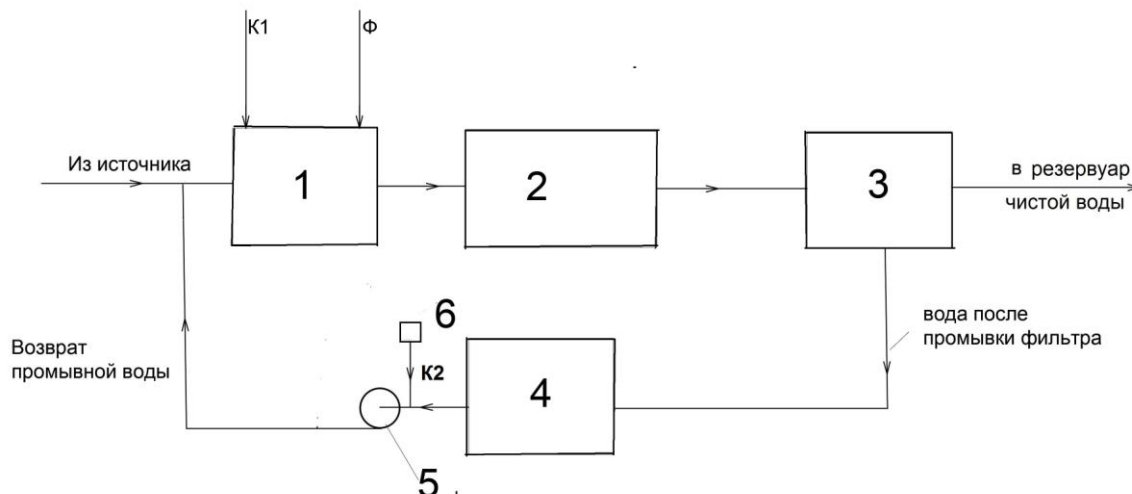 К1
Ф
Из источника
1
2
3
в резервуар
чистой воды
6
вода после
промывки фильтра
Возврат
промывной воды
К2
4
5